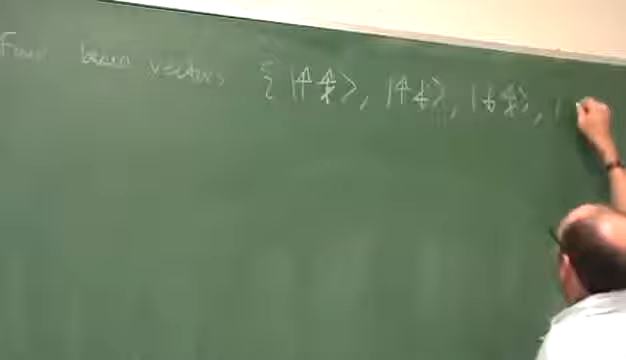 Four basis vectors { |↑↑⟩, |↑↓⟩, |↓↑⟩, |